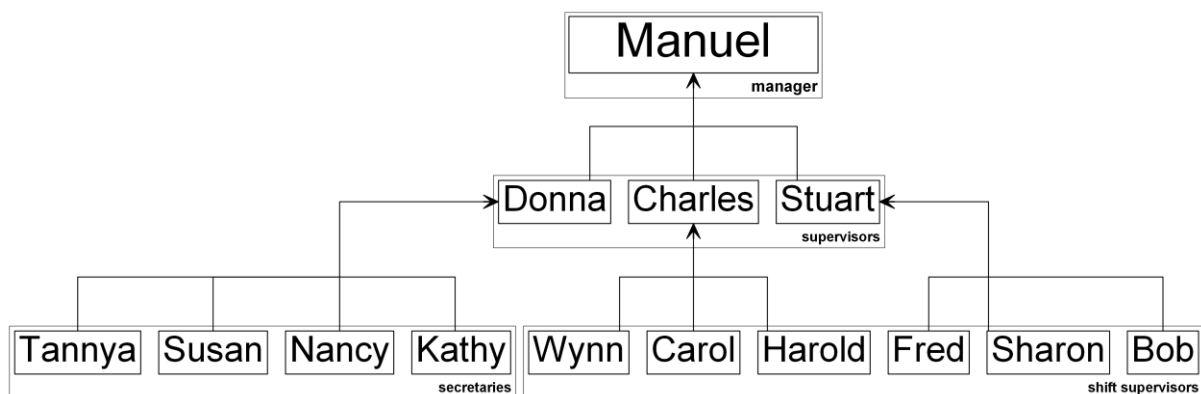 Manuel
manager
Donna Charles Stuart
supervisors
Tannya Susan Nancy Kathy Wynn Carol Harold Fred Sharon Bob
secretaries shift supervisors